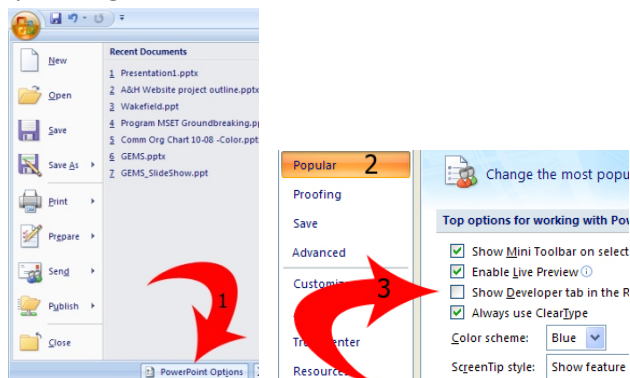 Recent Documents
New
1 Presentation1.pptx
2 A&H Website project outline.pptx
Open
3 Wakefield.ppt
4 Program MSET Groundbreaking.pp
Save
5 Comm Org Chart 10-08 -Color.ppt
6 GEMS.pptx
Save As
7 GEMS_SlideShow.ppt
Print
Prepare
Send
Publish
1
Close
PowerPoint Options
Popular 2
Change the most popu
Proofing
Save
Top options for working with Pow
Advanced
Show Mini Toolbar on select
Enable Live Preview
Customiz
3
Show Developer tab in the R
Always use ClearType
Color scheme: Blue
enter
ScreenTip style: Show feature
Resource